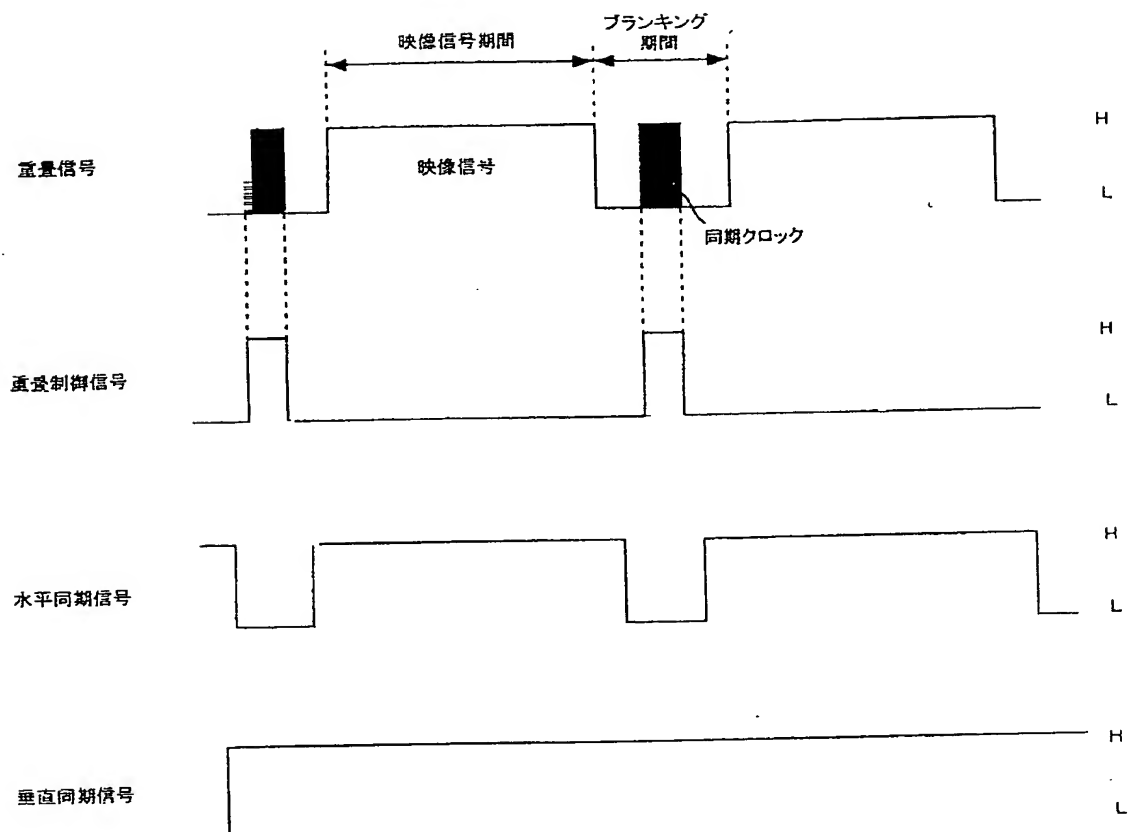 映像信号期間
ブランキング
期間
H
重畳信号
映像信号
L
同期クロック
H
重畳制御信号
L
H
水平同期信号
L
H
垂直同期信号
L